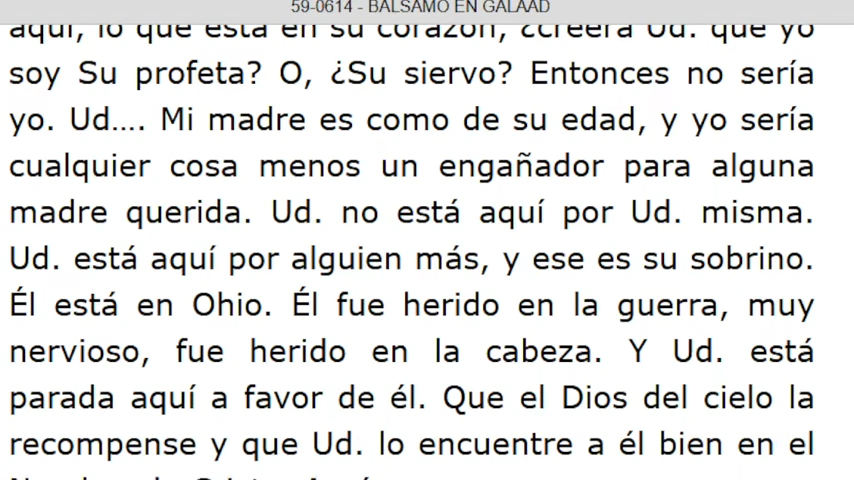 59-0614 - BALSAMO EN GALAAD
aquí, lo que está en su corazón, ¿creerá Ud. que yo
soy Su profeta? O, ¿Su siervo? Entonces no sería
yo. Ud.... Mi madre es como de su edad, y yo sería
cualquier cosa menos un engañador para alguna
madre querida. Ud. no está aquí por Ud. misma.
Ud. está aquí por alguien más, y ese es su sobrino.
Él está en Ohio. Él fue herido en la guerra, muy
nervioso, fue herido en la cabeza. Y Ud. está
parada aquí a favor de él. Que el Dios del cielo la
recompense y que Ud. lo encuentre a él bien en el